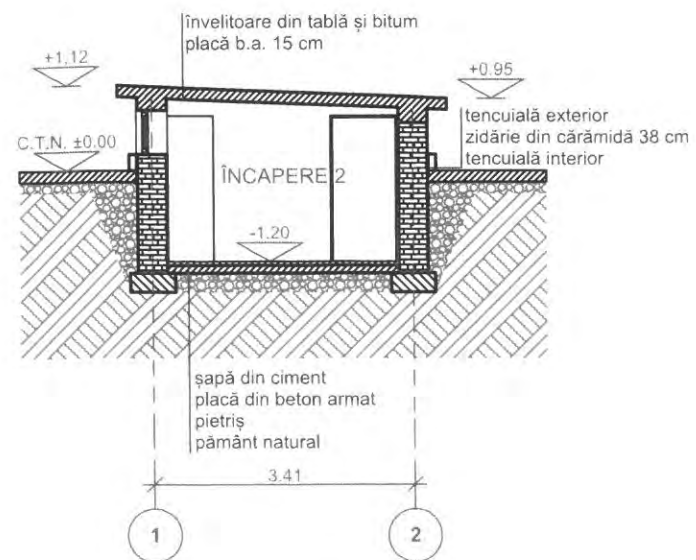 învelitoare din tablă și bitum
placă b.a. 15 cm
+1,12
+0.95
tencuială exterior
zidărie din cărămidă 38 cm
tencuială interior
C.T.N. ±0.00
ÎNCAPERE 2
-1.20
șapă din ciment
placă din beton armat
pietriș
pământ natural
3.41
1
2